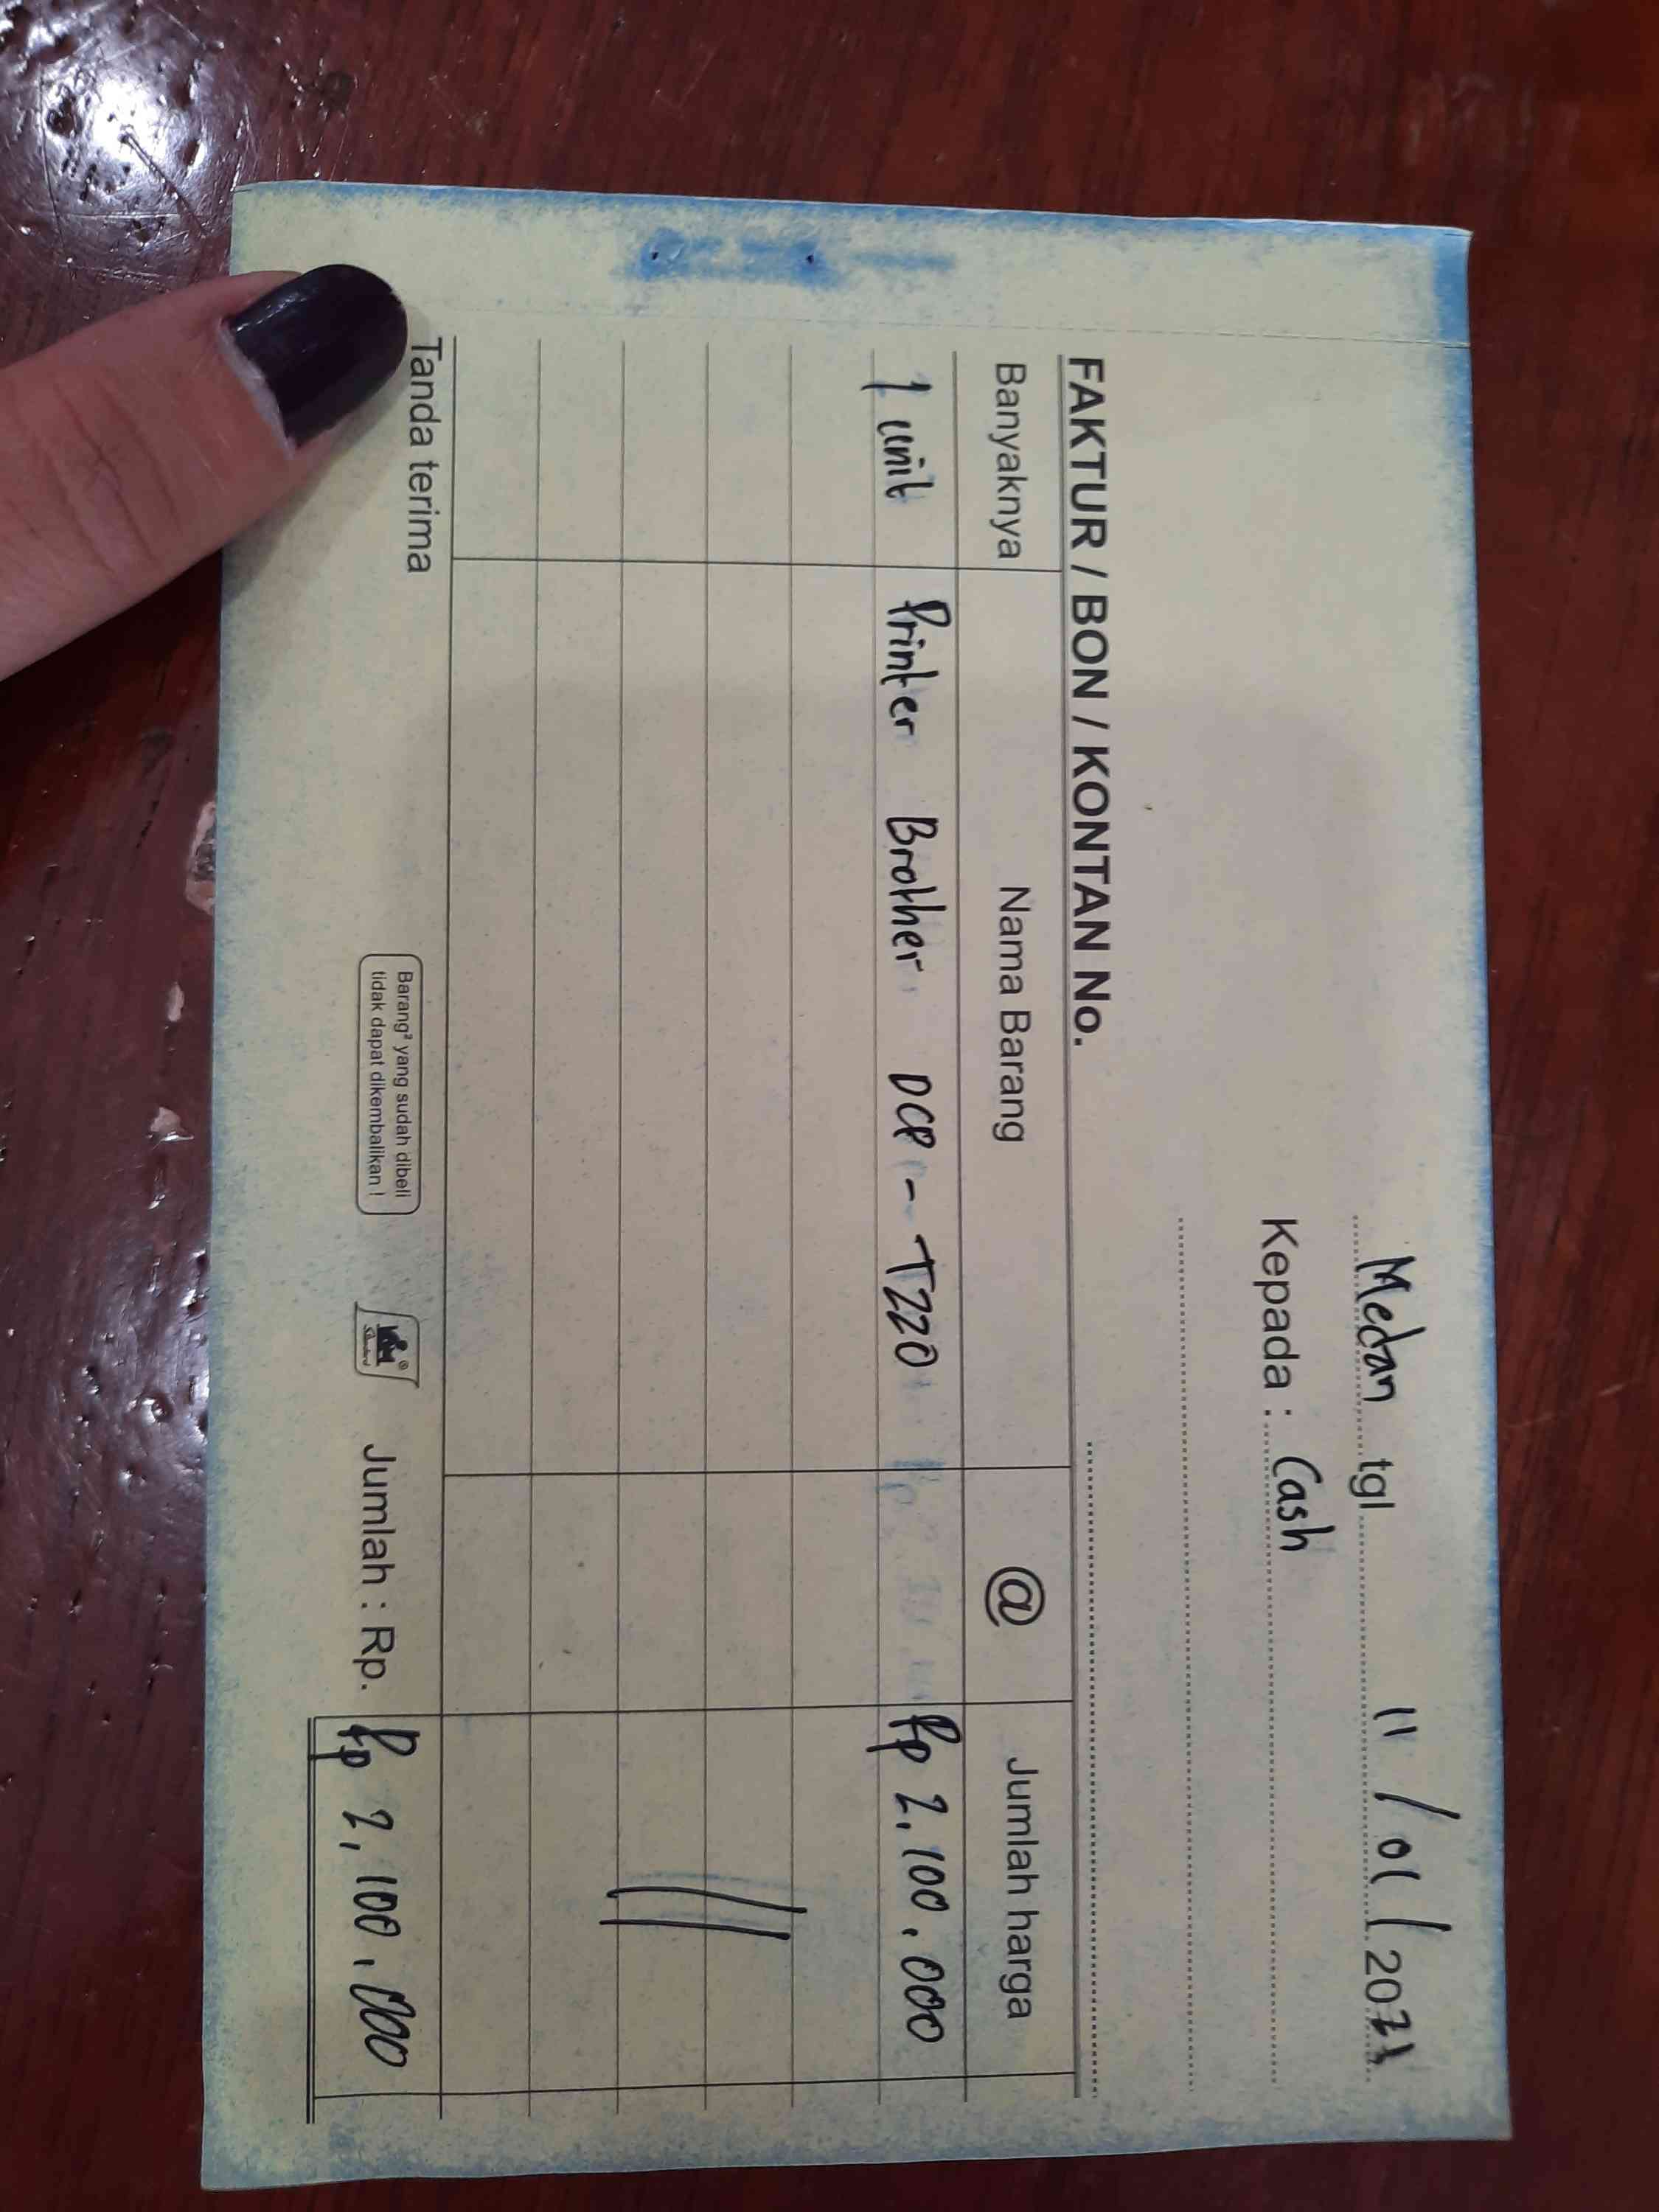 Medan tgl. 11/01/2021
Kepada : Cash
FAKTUR / BON / KONTAN No.
Banyaknya Nama Barang @ Jumlah harga
1 unit Printer Brother DCP - T220 Rp 2.100.000
Tanda terima
Barang² yang sudah dibeli
tidak dapat dikembalikan !
Jumlah : Rp. Rp 2,100.000